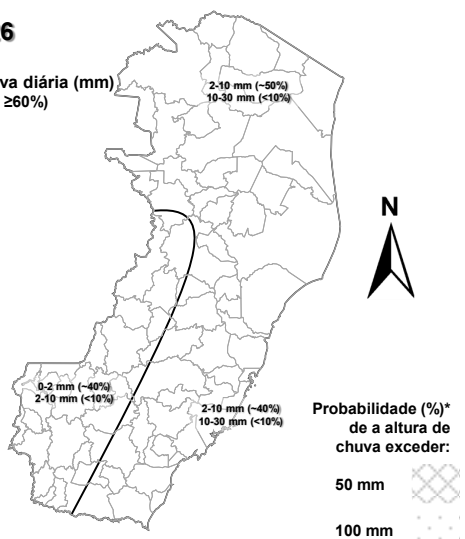 6
va diária (mm)
≥60%)
2-10 mm (~50%)
10-30 mm (<10%)
N
0-2 mm (~40%)
2-10 mm (<10%)
2-10 mm (~40%)
10-30 mm (<10%)
Probabilidade (%)*
de a altura de
chuva exceder:
50 mm
100 mm